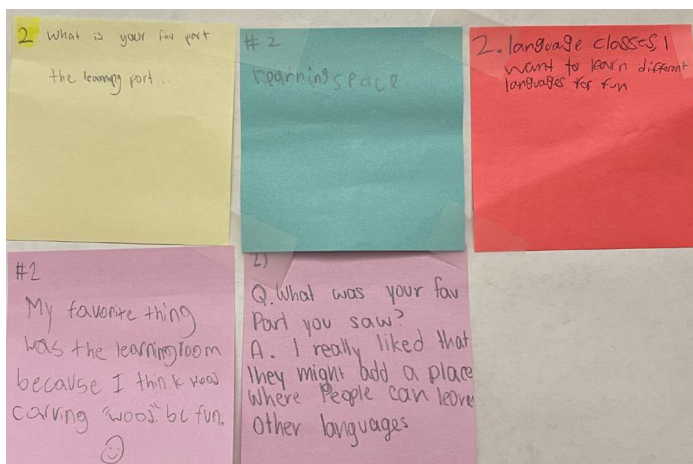 2 What is your fav part
the learning part...
#2
learning space
2. language classes, I
want to learn different
languages for fun
#2
My favorite thing
was the learning room
because I think wood
carving "wood" be fun.
2)
Q. What was your fav
Part you saw?
A. I really liked that
they might add a place
where People can learn
other languages